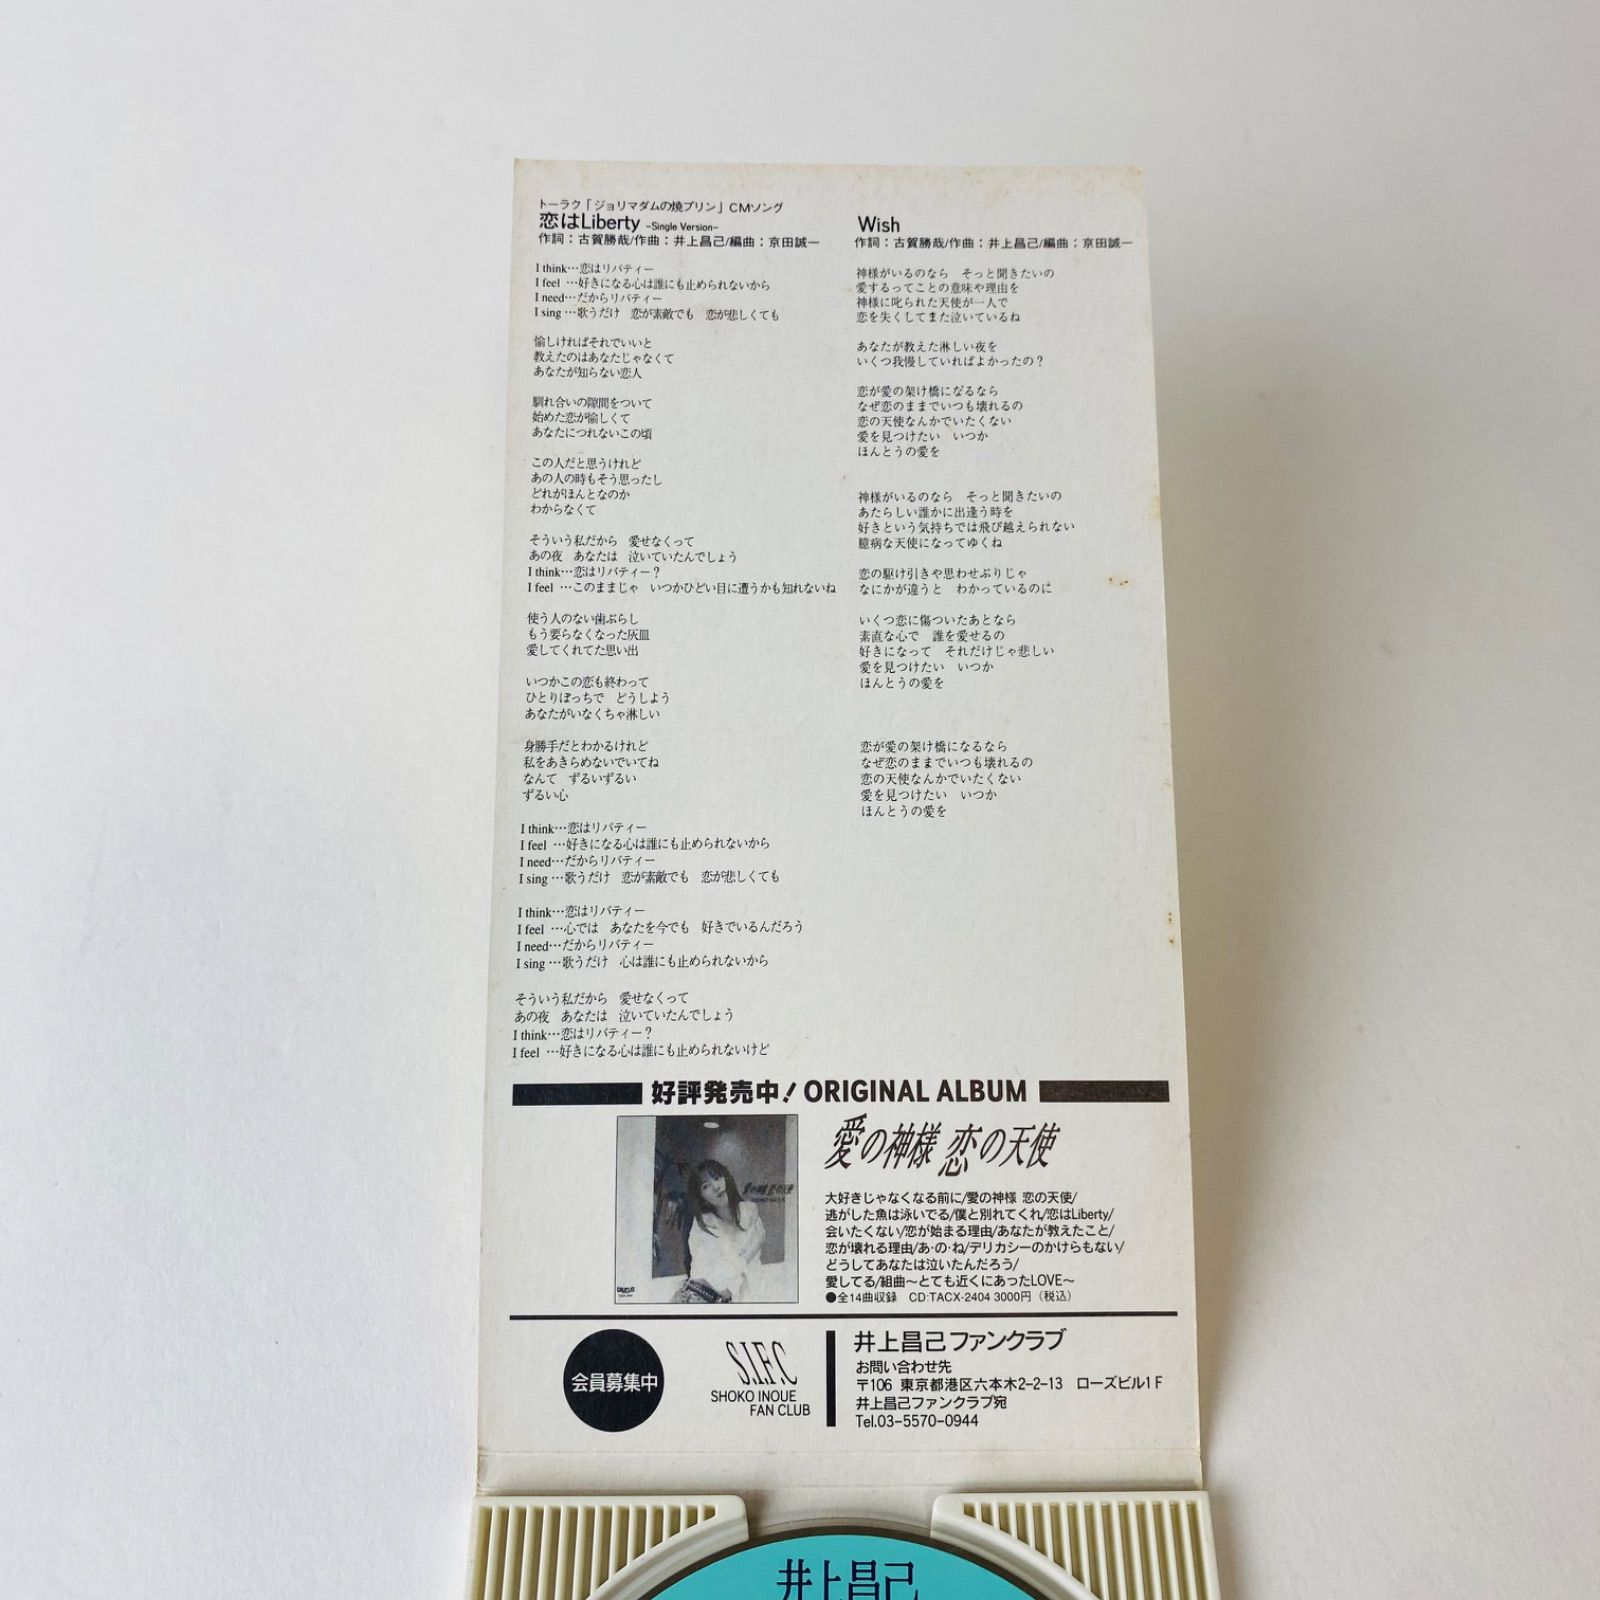 トーラク「ジョリマダムの焼プリン」CMソング
恋はLiberty -Single Version-
作詞：古賀勝哉/作曲：井上昌己/編曲：京田誠一
I think…恋はリバティー
I feel …好きになる心は誰にも止められないから
I need…だからリバティー
I sing …歌うだけ 恋が素敵でも 恋が悲しくても
愉しければそれでいいと
教えたのはあなたじゃなくて
あなたが知らない恋人
馴れ合いの隙間をついて
始めた恋が愉しくて
あなたにつれないこの頃
この人だと思うけれど
あの人の時もそう思ったし
どれがほんとなのか
わからなくて
そういう私だから 愛せなくって
あの夜 あなたは 泣いていたんでしょう
I think…恋はリバティー？
I feel …このままじゃ いつかひどい目に遭うかも知れないね
使う人のない歯ぶらし
もう要らなくなった灰皿
愛してくれてた思い出
いつかこの恋も終わって
ひとりぼっちで どうしよう
あなたがいなくちゃ淋しい
身勝手だとわかるけれど
私をあきらめないでいてね
なんて ずるいずるい
ずるい心
I think…恋はリバティー
I feel …好きになる心は誰にも止められないから
I need…だからリバティー
I sing …歌うだけ 恋が素敵でも 恋が悲しくても
I think…恋はリバティー
I feel …心では あなたを今でも 好きでいるんだろう
I need…だからリバティー
I sing …歌うだけ 心は誰にも止められないから
そういう私だから 愛せなくって
あの夜 あなたは 泣いていたんでしょう
I think…恋はリバティー？
I feel …好きになる心は誰にも止められないけど
Wish
作詞：古賀勝哉/作曲：井上昌己/編曲：京田誠一
神様がいるのなら そっと聞きたいの
愛するってことの意味や理由を
神様に叱られた天使が一人で
恋を失くしてまた泣いているね
あなたが教えた淋しい夜を
いくつ我慢していればよかったの？
恋が愛の架け橋になるなら
なぜ恋のままでいつも壊れるの
恋の天使なんかでいたくない
愛を見つけたい いつか
ほんとうの愛を
神様がいるのなら そっと聞きたいの
あたらしい誰かに出逢う時を
好きという気持ちでは飛び越えられない
臆病な天使になってゆくね
恋の駆け引きや思わせぶりじゃ
なにかが違うと わかっているのに
いくつ恋に傷ついたあとなら
素直な心で 誰を愛せるの
好きになって それだけじゃ悲しい
愛を見つけたい いつか
ほんとうの愛を
恋が愛の架け橋になるなら
なぜ恋のままでいつも壊れるの
恋の天使なんかでいたくない
愛を見つけたい いつか
ほんとうの愛を
好評発売中! ORIGINAL ALBUM
愛の神様 恋の天使
大好きじゃなくなる前に/愛の神様 恋の天使/
逃がした魚は泳いでる/僕と別れてくれ/恋はLiberty/
会いたくない/恋が始まる理由/あなたが教えたこと/
恋が壊れる理由/あ・の・ね/デリカシーのかけらもない/
どうしてあなたは泣いたんだろう/
愛してる/組曲～とても近くにあったLOVE～
●全14曲収録 CD:TACX-2404 3000円（税込）
会員募集中
S.I.F.C
SHOKO INOUE
FAN CLUB
井上昌己ファンクラブ
お問い合わせ先
〒106 東京都港区六本木2-2-13 ローズビル1F
井上昌己ファンクラブ宛
Tel.03-5570-0944
井上昌己